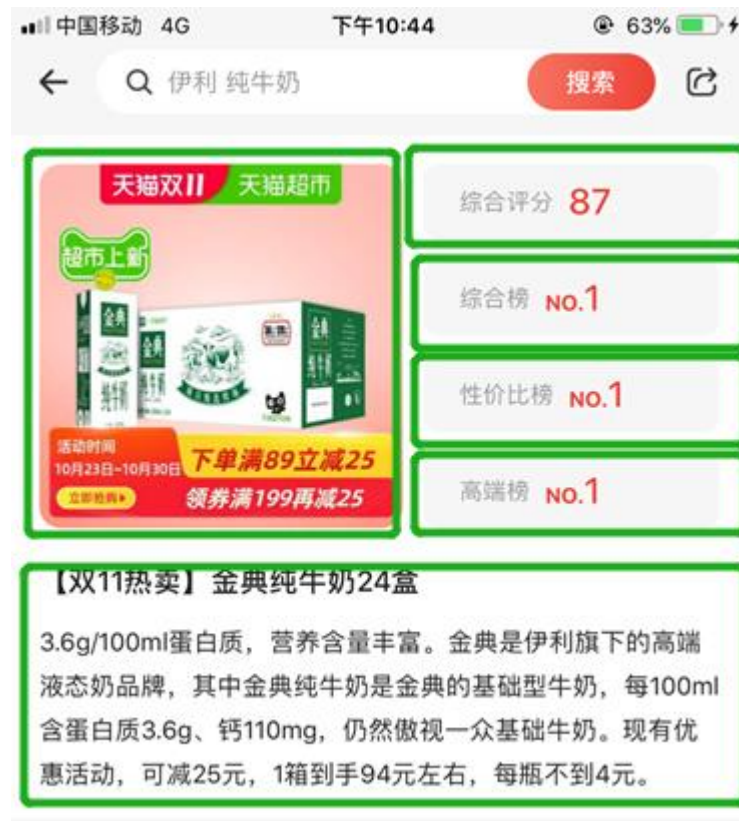 中国移动 4G 下午10:44 63%
伊利 纯牛奶 搜索
天猫双11 天猫超市
超市上新
金典
纯牛奶
金典
纯牛奶
金典
纯牛奶
活动时间
10月23日-10月30日
立即抢购
下单满89立减25
领券满199再减25
综合评分 87
综合榜 NO.1
性价比榜 NO.1
高端榜 NO.1
【双11热卖】金典纯牛奶24盒
3.6g/100ml蛋白质，营养含量丰富。金典是伊利旗下的高端
液态奶品牌，其中金典纯牛奶是金典的基础型牛奶，每100ml
含蛋白质3.6g、钙110mg，仍然傲视一众基础牛奶。现有优
惠活动，可减25元，1箱到手94元左右，每瓶不到4元。